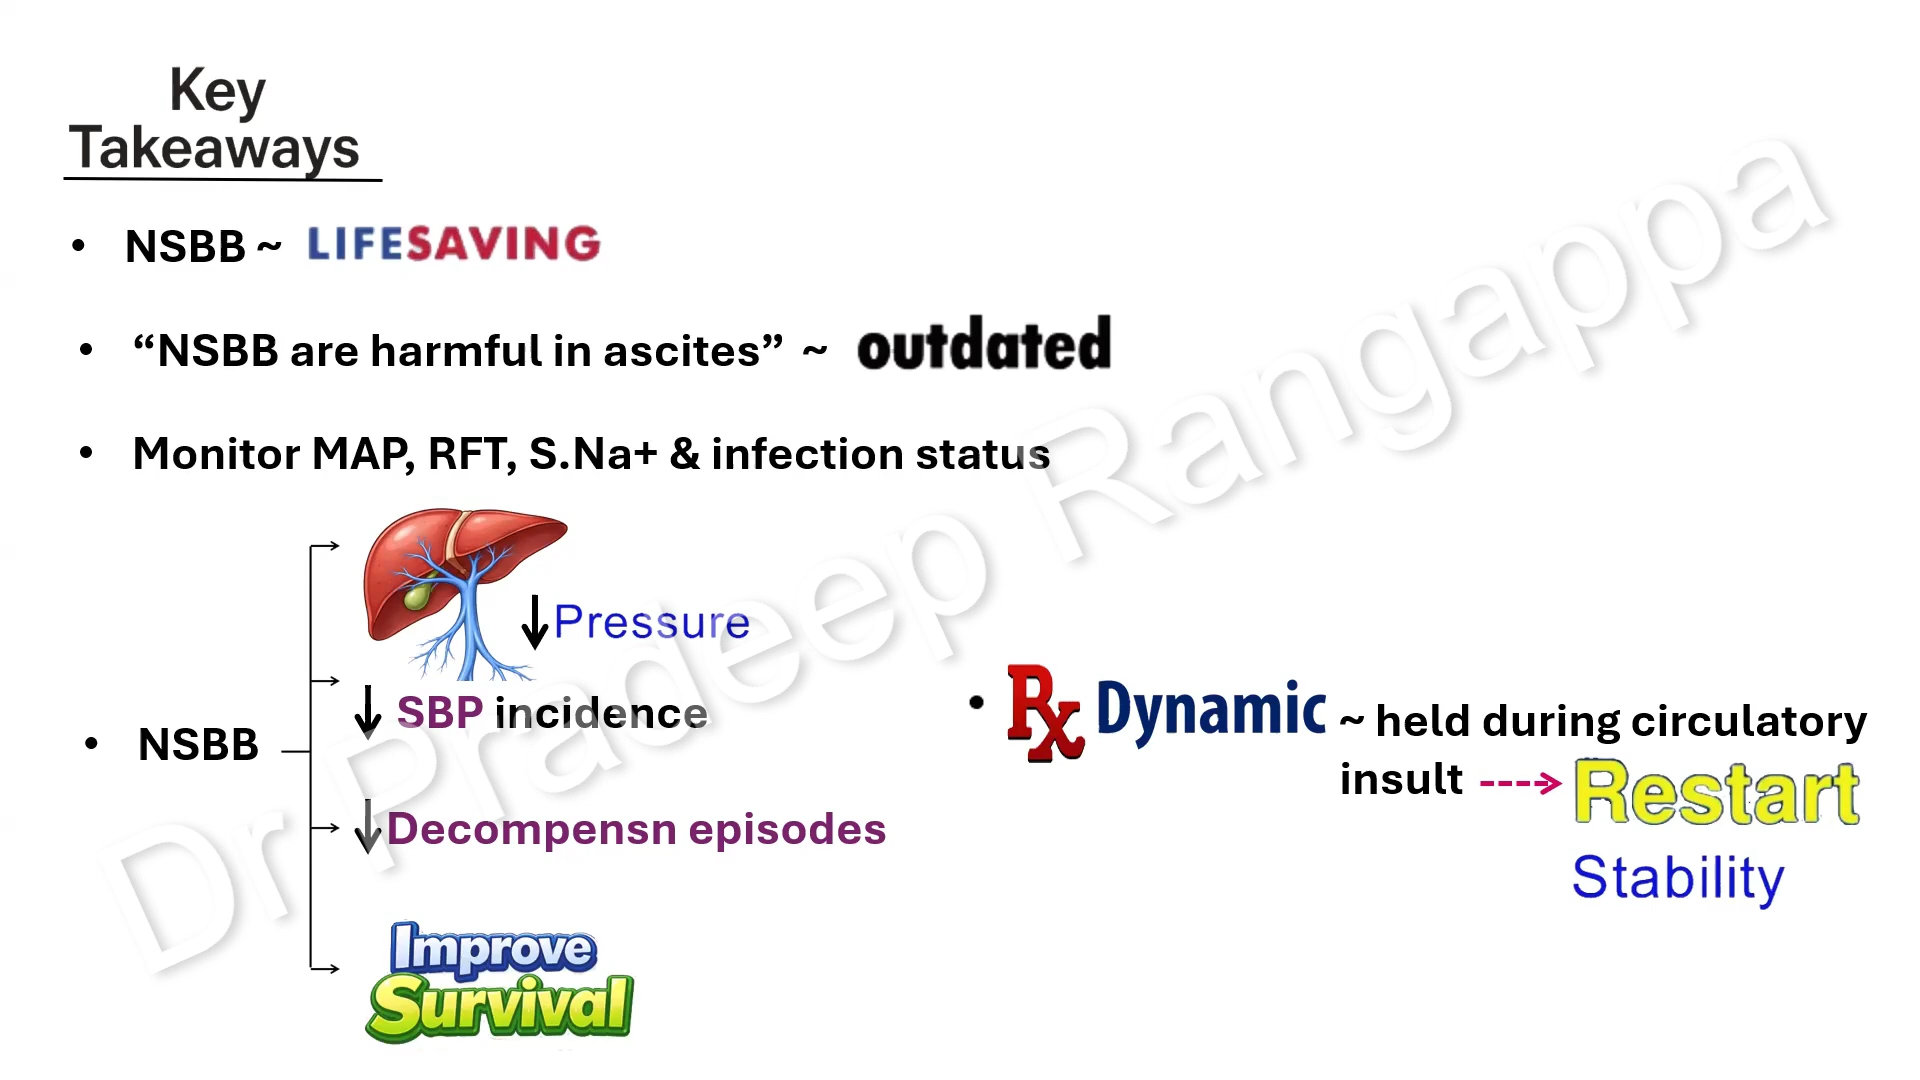 Key
Takeaways
• NSBB ~ LIFESAVING
• “NSBB are harmful in ascites” ~ outdated
• Monitor MAP, RFT, S.Na+ & infection status
• NSBB
↓ Pressure
↓ SBP incidence
↓ Decompensn episodes
Improve
Survival
• Rx Dynamic ~ held during circulatory
insult ----> Restart
Stability
Dr Pradeep Rangappa